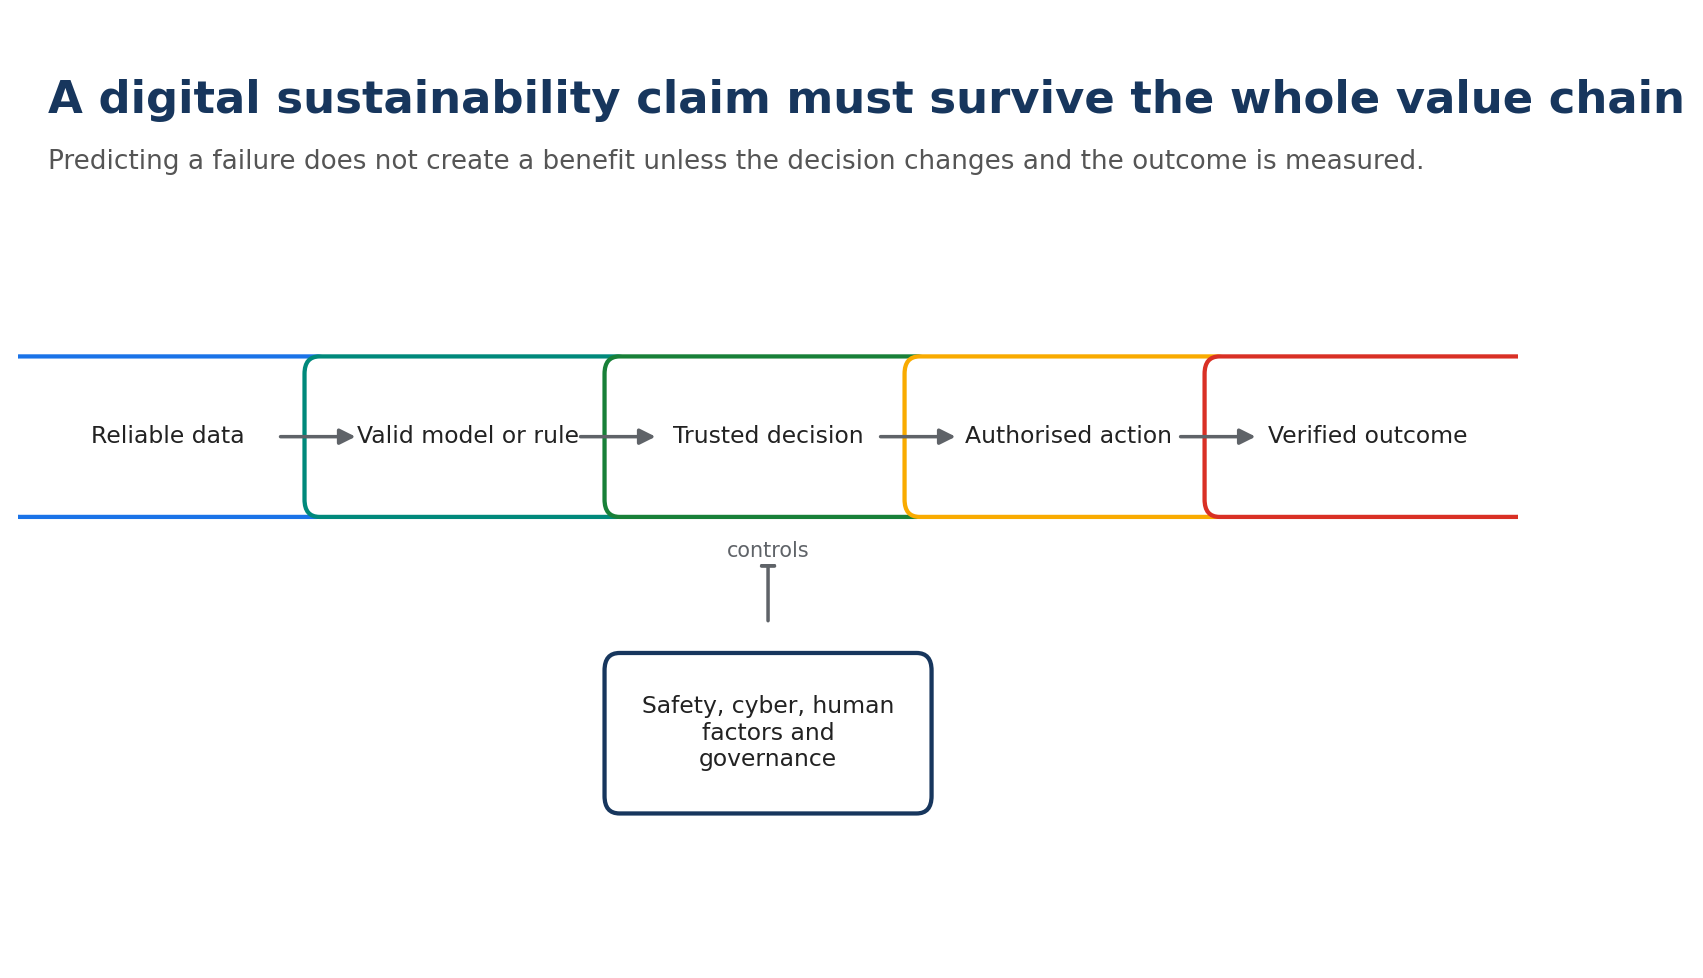 A digital sustainability claim must survive the whole value chain
Predicting a failure does not create a benefit unless the decision changes and the outcome is measured.
Reliable data
Valid model or rule
Trusted decision
Authorised action
Verified outcome
controls
Safety, cyber, human
factors and
governance